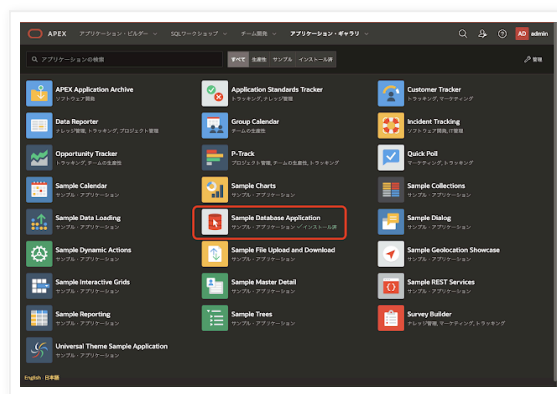 APEX アプリケーション・ビルダー SQLワークショップ チーム開発 アプリケーション・ギャラリ AD admin
アプリケーションの検索 すべて 生産性 サンプル インストール済 管理
APEX Application Archive
ソフトウェア開発
Application Standards Tracker
トラッキング, ナレッジ管理
Customer Tracker
トラッキング, マーケティング
Data Reporter
ナレッジ管理, トラッキング, プロジェクト管理
Group Calendar
チームの生産性
Incident Tracking
ソフトウェア開発, IT管理
Opportunity Tracker
トラッキング, チームの生産性
P-Track
プロジェクト管理, チームの生産性, トラッキング
Quick Poll
マーケティング, トラッキング
Sample Calendar
サンプル・アプリケーション
Sample Charts
サンプル・アプリケーション
Sample Collections
サンプル・アプリケーション
Sample Data Loading
サンプル・アプリケーション
Sample Database Application
サンプル・アプリケーション ✓インストール済
Sample Dialog
サンプル・アプリケーション
Sample Dynamic Actions
サンプル・アプリケーション
Sample File Upload and Download
サンプル・アプリケーション
Sample Geolocation Showcase
サンプル・アプリケーション
Sample Interactive Grids
サンプル・アプリケーション
Sample Master Detail
サンプル・アプリケーション
Sample REST Services
サンプル・アプリケーション
Sample Reporting
サンプル・アプリケーション
Sample Trees
サンプル・アプリケーション
Survey Builder
ナレッジ管理, マーケティング, トラッキング
Universal Theme Sample Application
サンプル・アプリケーション
English 日本語